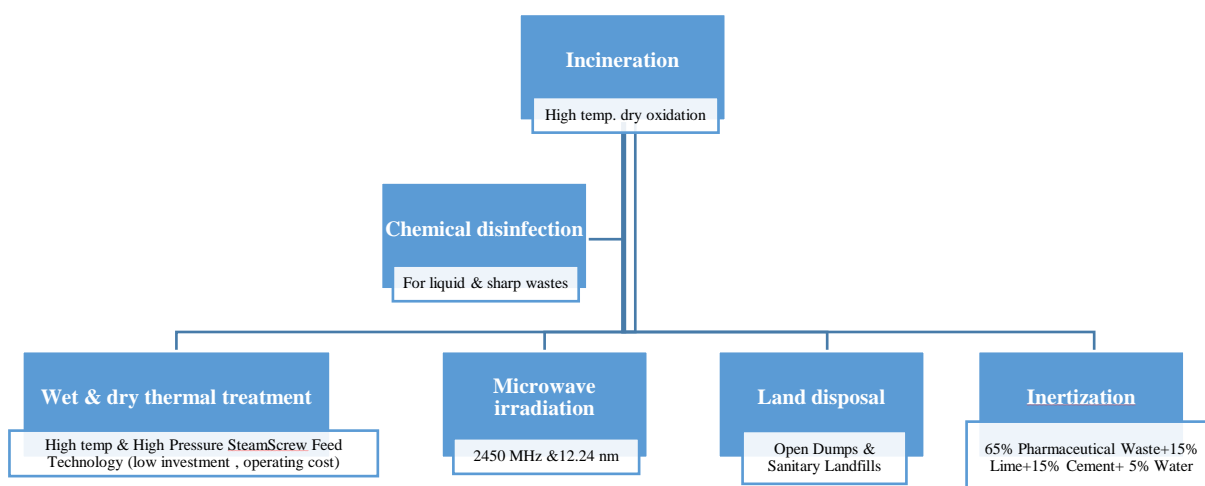 Incineration
High temp. dry oxidation
Chemical disinfection
For liquid & sharp wastes
Wet & dry thermal treatment
High temp & High Pressure SteamScrew Feed
Technology (low investment , operating cost)
Microwave
irradiation
2450 MHz &12.24 nm
Land disposal
Open Dumps &
Sanitary Landfills
Inertization
65% Pharmaceutical Waste+15%
Lime+15% Cement+ 5% Water